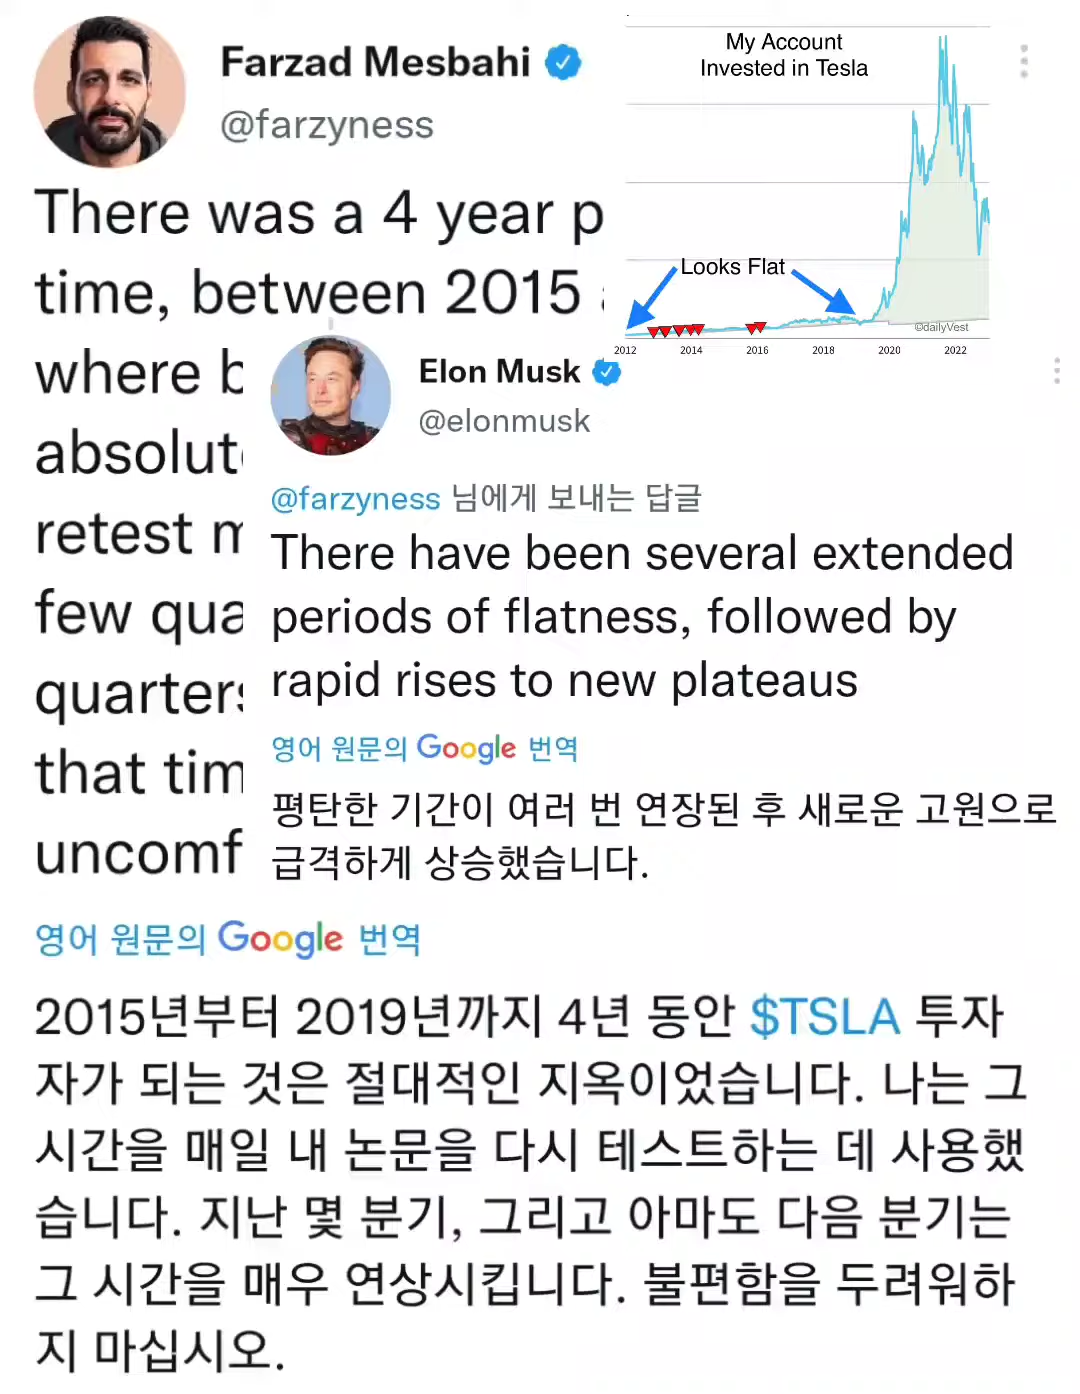 Farzad Mesbahi
@farzyness
There was a 4 year p
time, between 2015
where b
absolut
retest m
few qua
quarters
that tim
uncomf
My Account
Invested in Tesla
Looks Flat
©dailyVest
2012 2014 2016 2018 2020 2022
Elon Musk
@elonmusk
@farzyness 님에게 보내는 답글
There have been several extended
periods of flatness, followed by
rapid rises to new plateaus
영어 원문의 Google 번역
평탄한 기간이 여러 번 연장된 후 새로운 고원으로
급격하게 상승했습니다.
영어 원문의 Google 번역
2015년부터 2019년까지 4년 동안 $TSLA 투자
자가 되는 것은 절대적인 지옥이었습니다. 나는 그
시간을 매일 내 논문을 다시 테스트하는 데 사용했
습니다. 지난 몇 분기, 그리고 아마도 다음 분기는
그 시간을 매우 연상시킵니다. 불편함을 두려워하
지 마십시오.